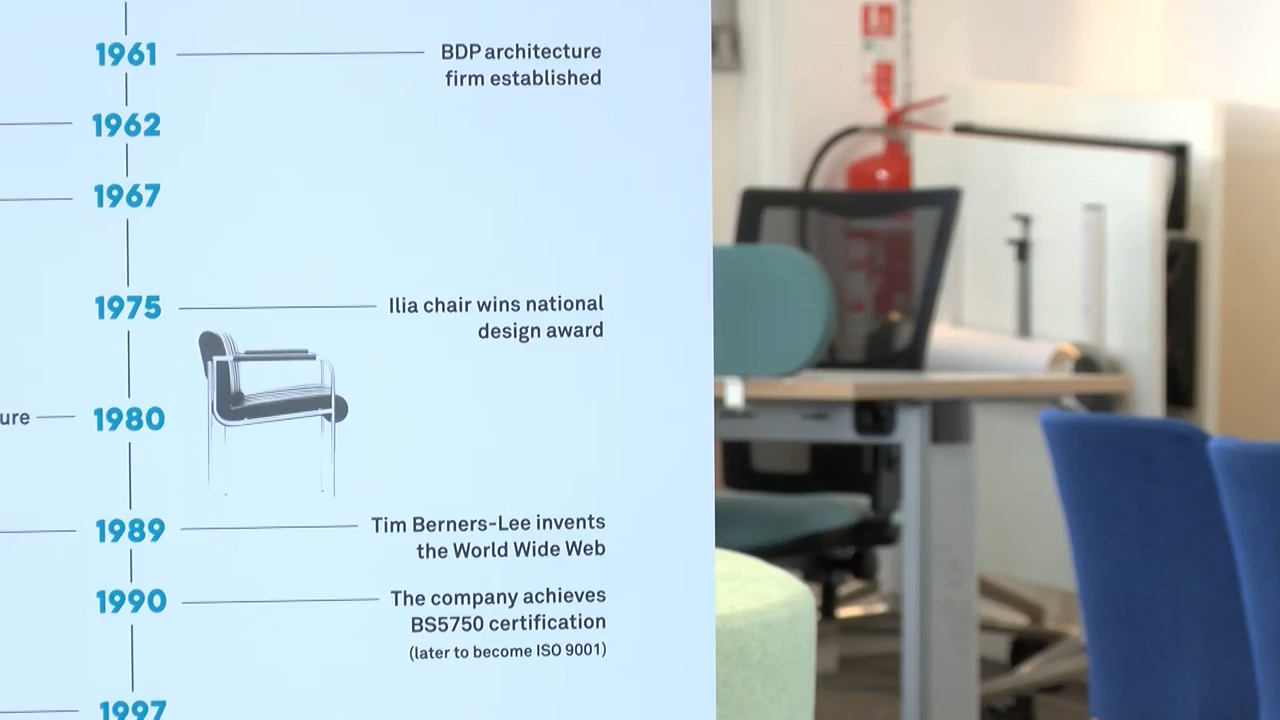 1961
BDP architecture
firm established
1962
1967
1975
Ilia chair wins national
design award
ure
1980
1989
Tim Berners-Lee invents
the World Wide Web
1990
The company achieves
BS5750 certification
(later to become ISO 9001)
1997